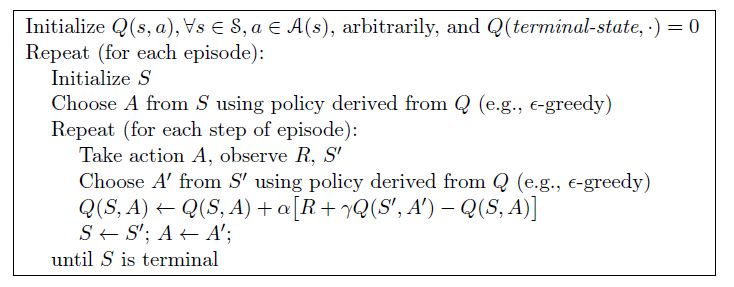 Initialize Q(s, a), ∀s ∈ 𝒮, a ∈ 𝒜(s), arbitrarily, and Q(terminal-state, ·) = 0
Repeat (for each episode):
Initialize S
Choose A from S using policy derived from Q (e.g., ϵ-greedy)
Repeat (for each step of episode):
Take action A, observe R, S′
Choose A′ from S′ using policy derived from Q (e.g., ϵ-greedy)
Q(S, A) ← Q(S, A) + α[R + γQ(S′, A′) − Q(S, A)]
S ← S′; A ← A′;
until S is terminal